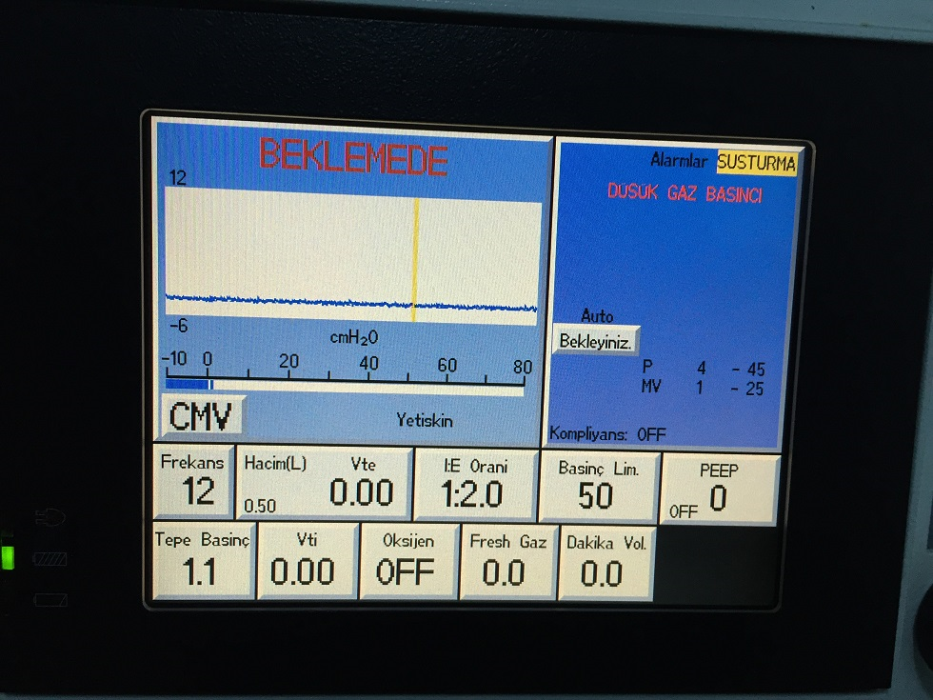 BEKLEMEDE
12
-6
cmH₂O
-10 0 20 40 60 80
CMV
Yetiskin
Alarmlar SUSTURMA
DÜSÜK GAZ BASINCI
Auto
Bekleyiniz.
P 4 - 45
MV 1 - 25
Kompliyans: OFF
Frekans
12
Hacim(L) Vte
0.50 0.00
I:E Orani
1:2.0
Basinç Lim.
50
PEEP
OFF 0
Tepe Basinç
1.1
Vti
0.00
Oksijen
OFF
Fresh Gaz
0.0
Dakika Vol.
0.0